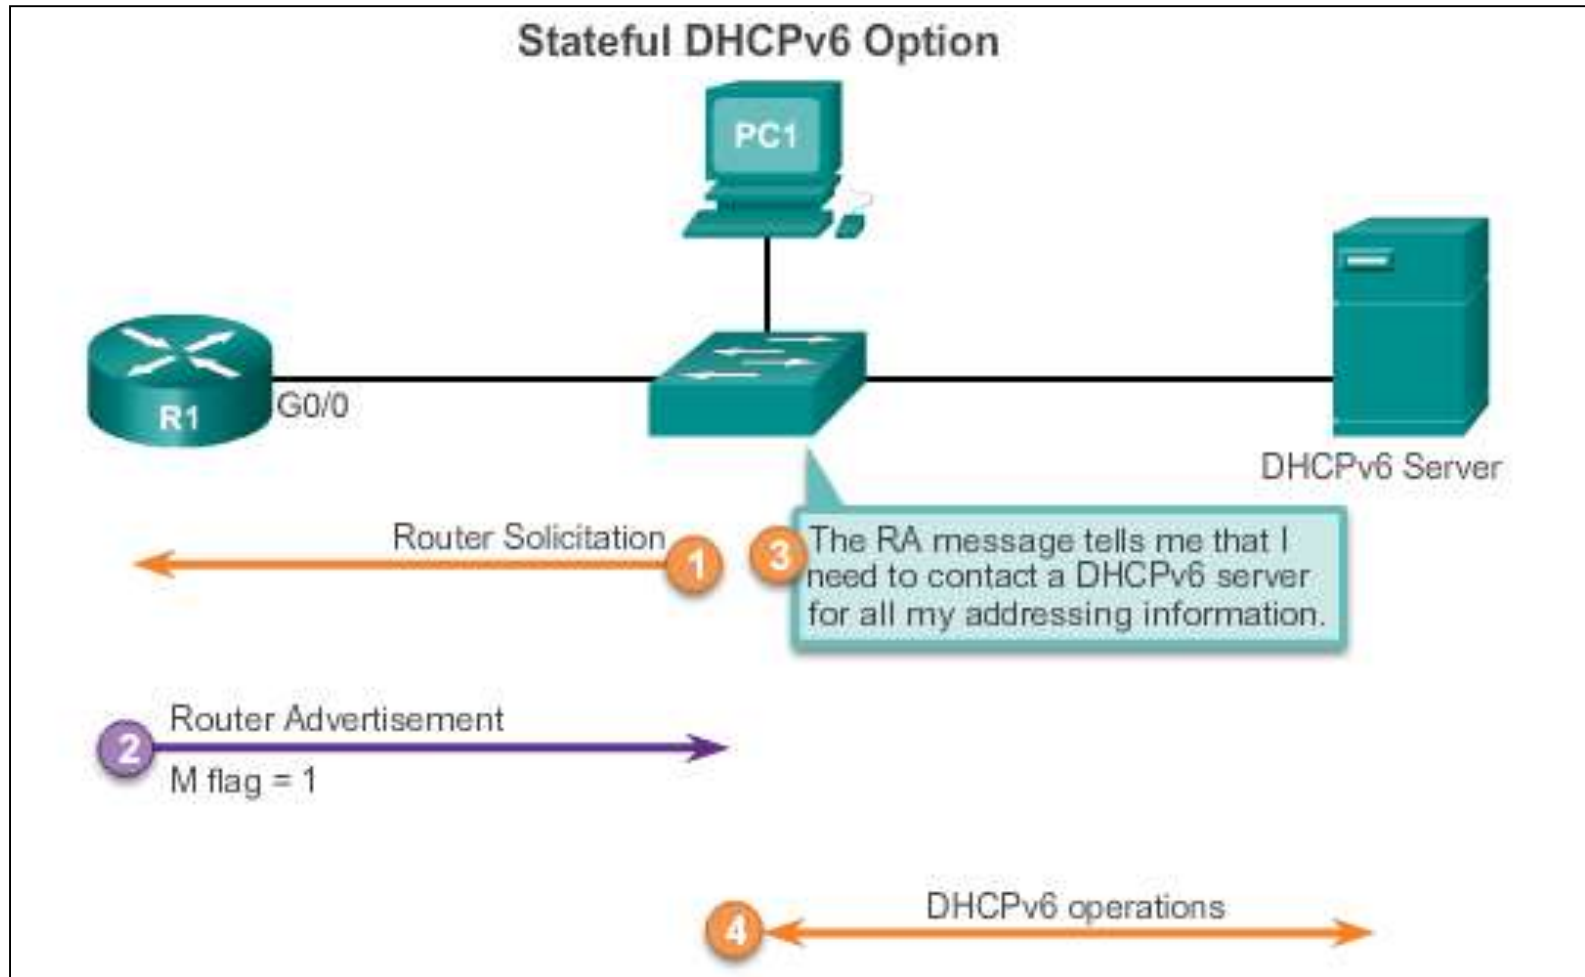 Stateful DHCPv6 Option
PC1
R1
G0/0
DHCPv6 Server
Router Solicitation
1
3
The RA message tells me that I
need to contact a DHCPv6 server
for all my addressing information.
Router Advertisement
2
M flag = 1
DHCPv6 operations
4